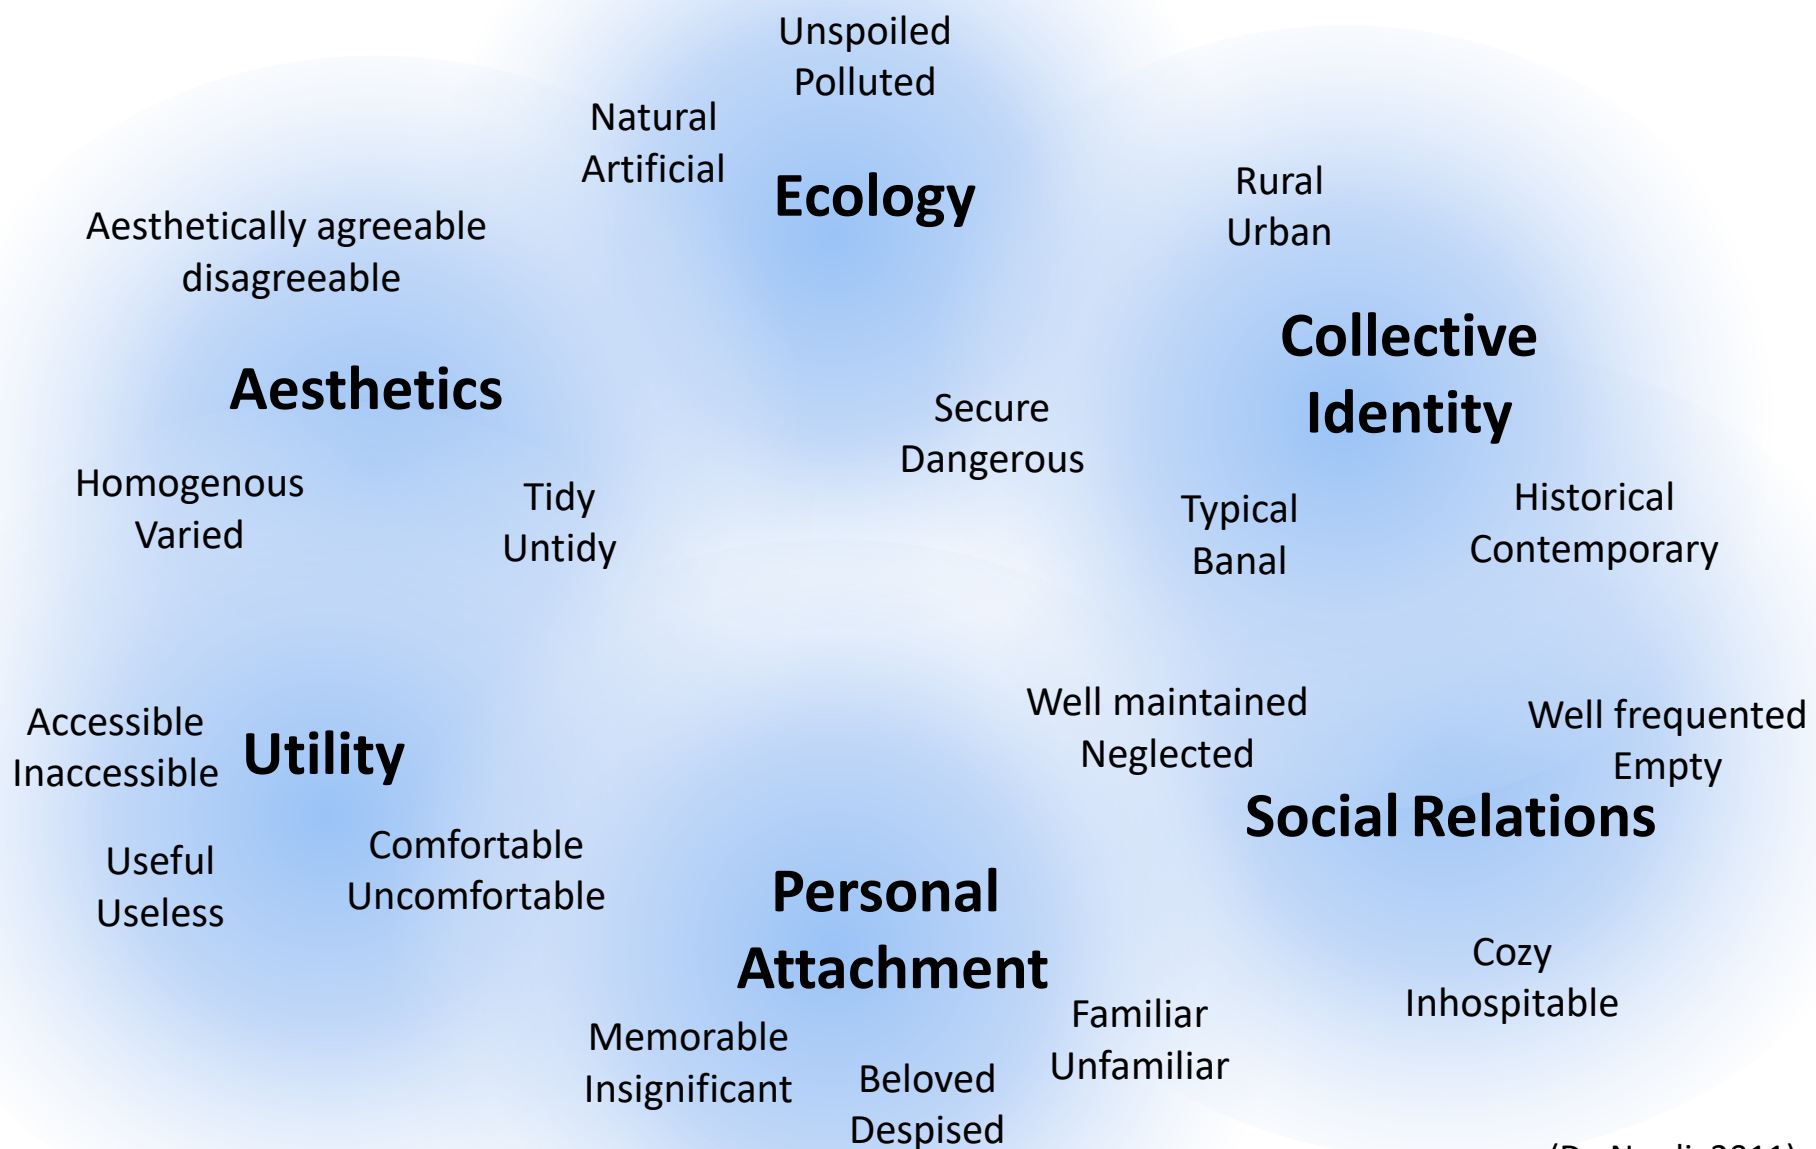 Unspoiled
Polluted
Natural
Artificial
Ecology
Rural
Urban
Aesthetically agreeable
disagreeable
Collective
Identity
Aesthetics
Secure
Dangerous
Homogenous
Varied
Tidy
Untidy
Typical
Banal
Historical
Contemporary
Well maintained
Neglected
Well frequented
Empty
Accessible
Inaccessible
Utility
Social Relations
Useful
Useless
Comfortable
Uncomfortable
Personal
Attachment
Cozy
Inhospitable
Memorable
Insignificant
Beloved
Despised
Familiar
Unfamiliar
2011)